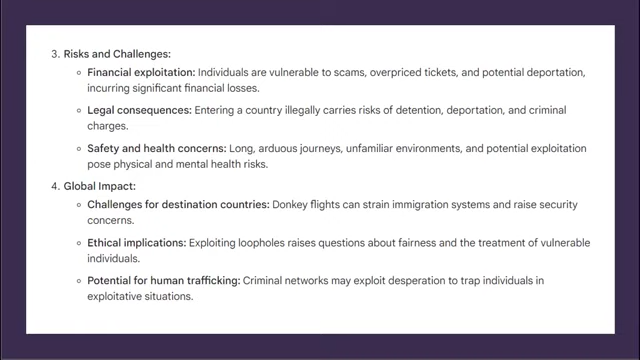 3. Risks and Challenges:
Financial exploitation: Individuals are vulnerable to scams, overpriced tickets, and potential deportation,
incurring significant financial losses.
Legal consequences: Entering a country illegally carries risks of detention, deportation, and criminal
charges.
Safety and health concerns: Long, arduous journeys, unfamiliar environments, and potential exploitation
pose physical and mental health risks.
4. Global Impact:
Challenges for destination countries: Donkey flights can strain immigration systems and raise security
concerns.
Ethical implications: Exploiting loopholes raises questions about fairness and the treatment of vulnerable
individuals.
Potential for human trafficking: Criminal networks may exploit desperation to trap individuals in
exploitative situations.